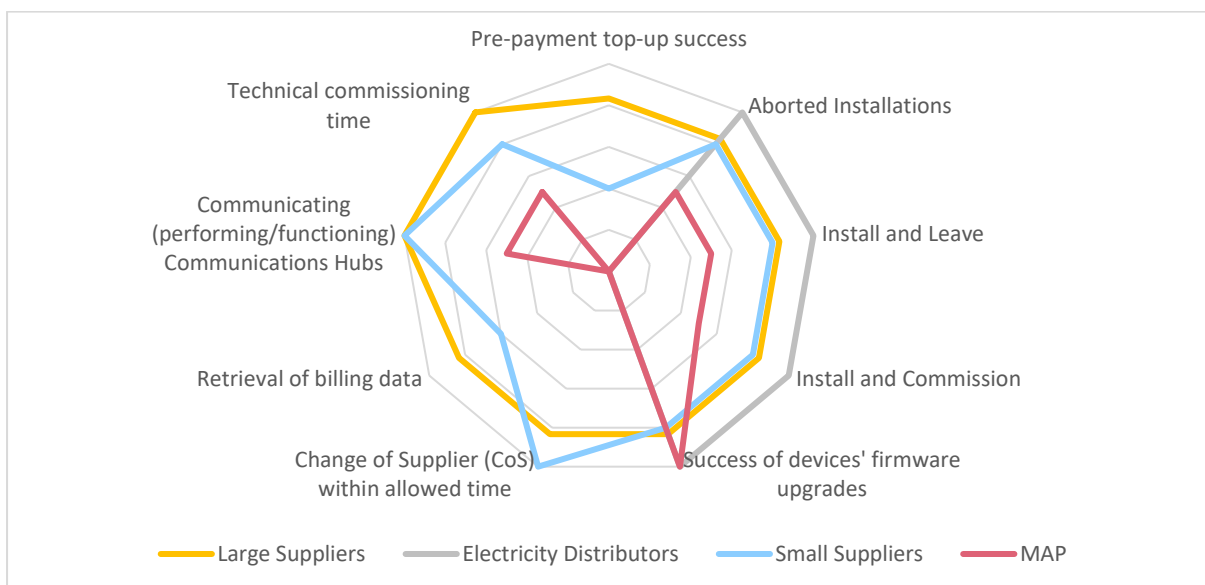 Pre-payment top-up success
Technical commissioning
time
Aborted Installations
Communicating
(performing/functioning)
Communications Hubs
Install and Leave
Retrieval of billing data
Install and Commission
Change of Supplier (CoS)
within allowed time
Success of devices' firmware
upgrades
Large Suppliers
Electricity Distributors
Small Suppliers
MAP